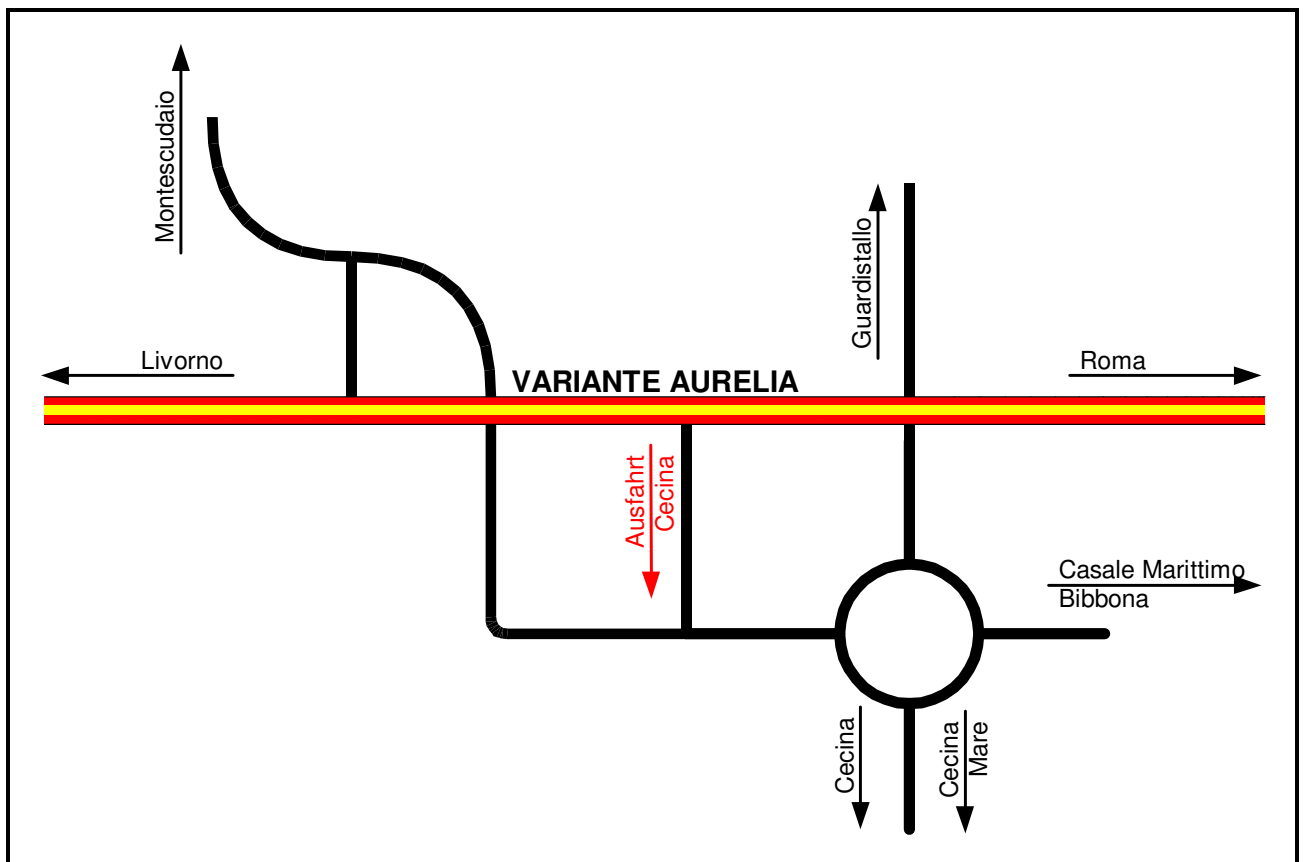 Montescudaio
Guardistallo
Livorno
VARIANTE AURELIA
Roma
Ausfahrt
Cecina
Casale Marittimo
Bibbona
Cecina
Cecina
Mare